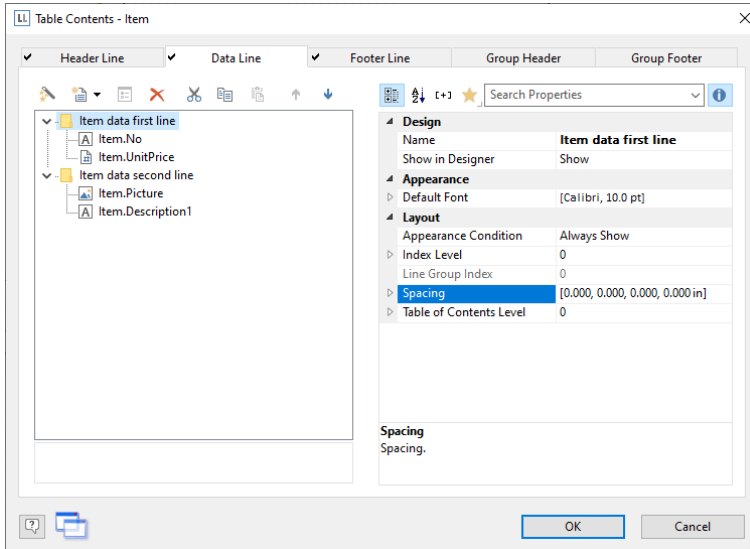 LL Table Contents - Item
Header Line
Data Line
Footer Line
Group Header
Group Footer
Search Properties
Item data first line
A Item.No
Item.UnitPrice
Item data second line
Item.Picture
A Item.Description1
Design
Name Item data first line
Show in Designer Show
Appearance
Default Font [Calibri, 10.0 pt]
Layout
Appearance Condition Always Show
Index Level 0
Line Group Index 0
Spacing [0.000, 0.000, 0.000, 0.000 in]
Table of Contents Level 0
Spacing
Spacing.
OK
Cancel